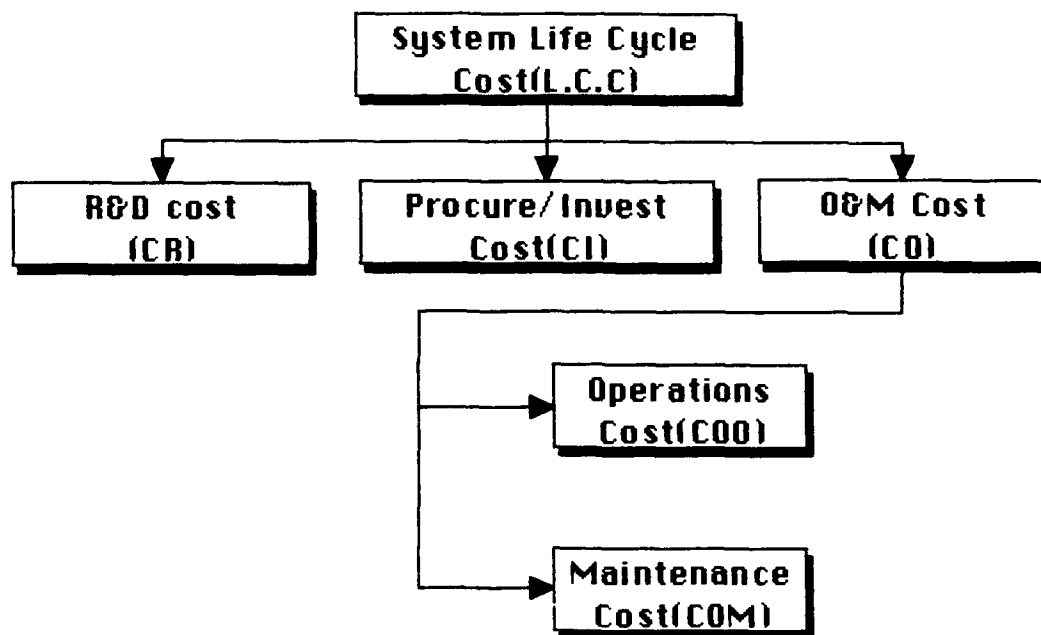 System Life Cycle
Cost(L.C.C)
R&D cost
(CR)
Procure/Invest
Cost(CI)
O&M Cost
(CO)
Operations
Cost(COO)
Maintenance
Cost(COM)